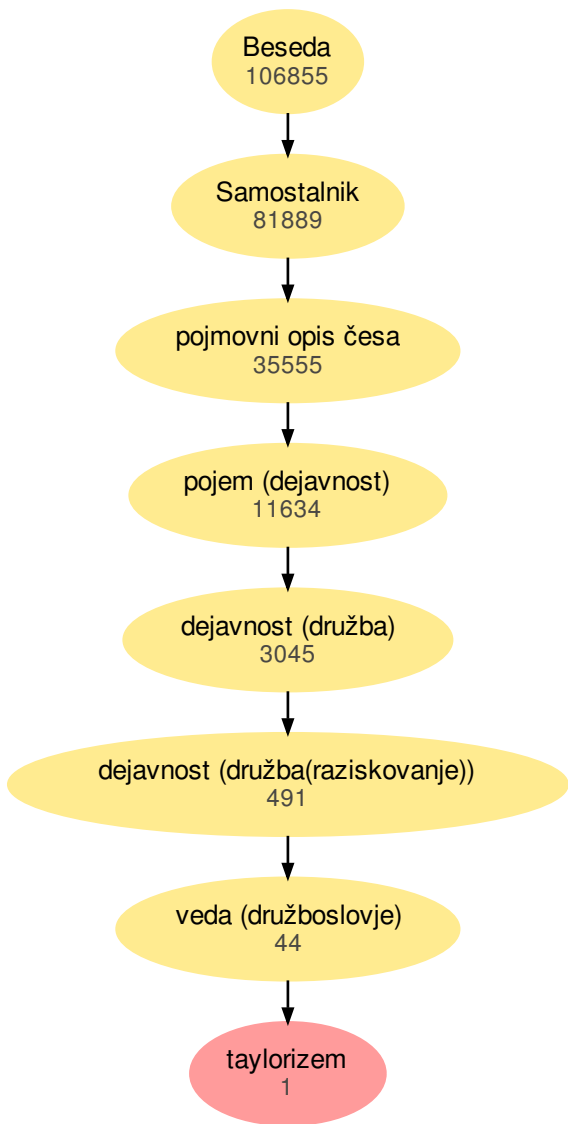 Beseda
106855
Samostalnik
81889
pojmovni opis česa
35555
pojem (dejavnost)
11634
dejavnost (družba)
3045
dejavnost (družba(raziskovanje))
491
veda (družboslovje)
44
taylorizem
1